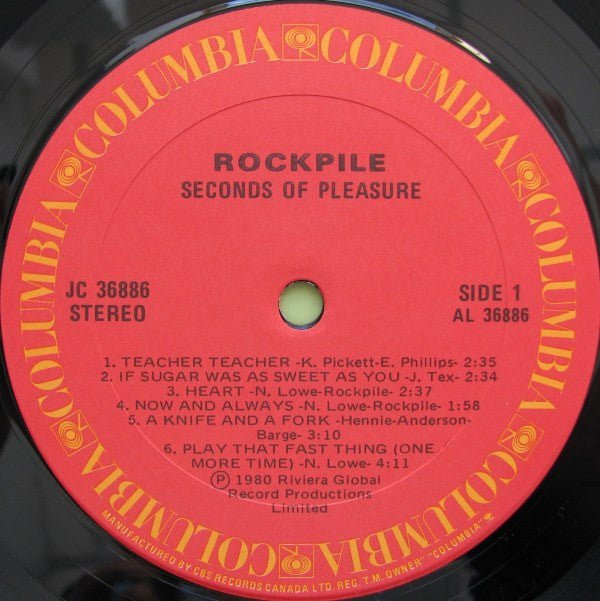 COLUMBIA COLUMBIA COLUMBIA COLUMBIA COLUMBIA COLUMBIA COLUMBIA
ROCKPILE
SECONDS OF PLEASURE
JC 36886
STEREO
SIDE 1
AL 36886
1. TEACHER TEACHER -K. Pickett-E. Phillips- 2:35
2. IF SUGAR WAS AS SWEET AS YOU -J. Tex- 2:34
3. HEART -N. Lowe-Rockpile- 2:37
4. NOW AND ALWAYS -N. Lowe-Rockpile- 1:58
5. A KNIFE AND A FORK -Hennie-Anderson-
Barge- 3:10
6. PLAY THAT FAST THING (ONE
MORE TIME) -N. Lowe- 4:11
Ⓟ 1980 Riviera Global
Record Productions
Limited
MANUFACTURED BY CBS RECORDS CANADA LTD. REG. T.M. OWNER "COLUMBIA"